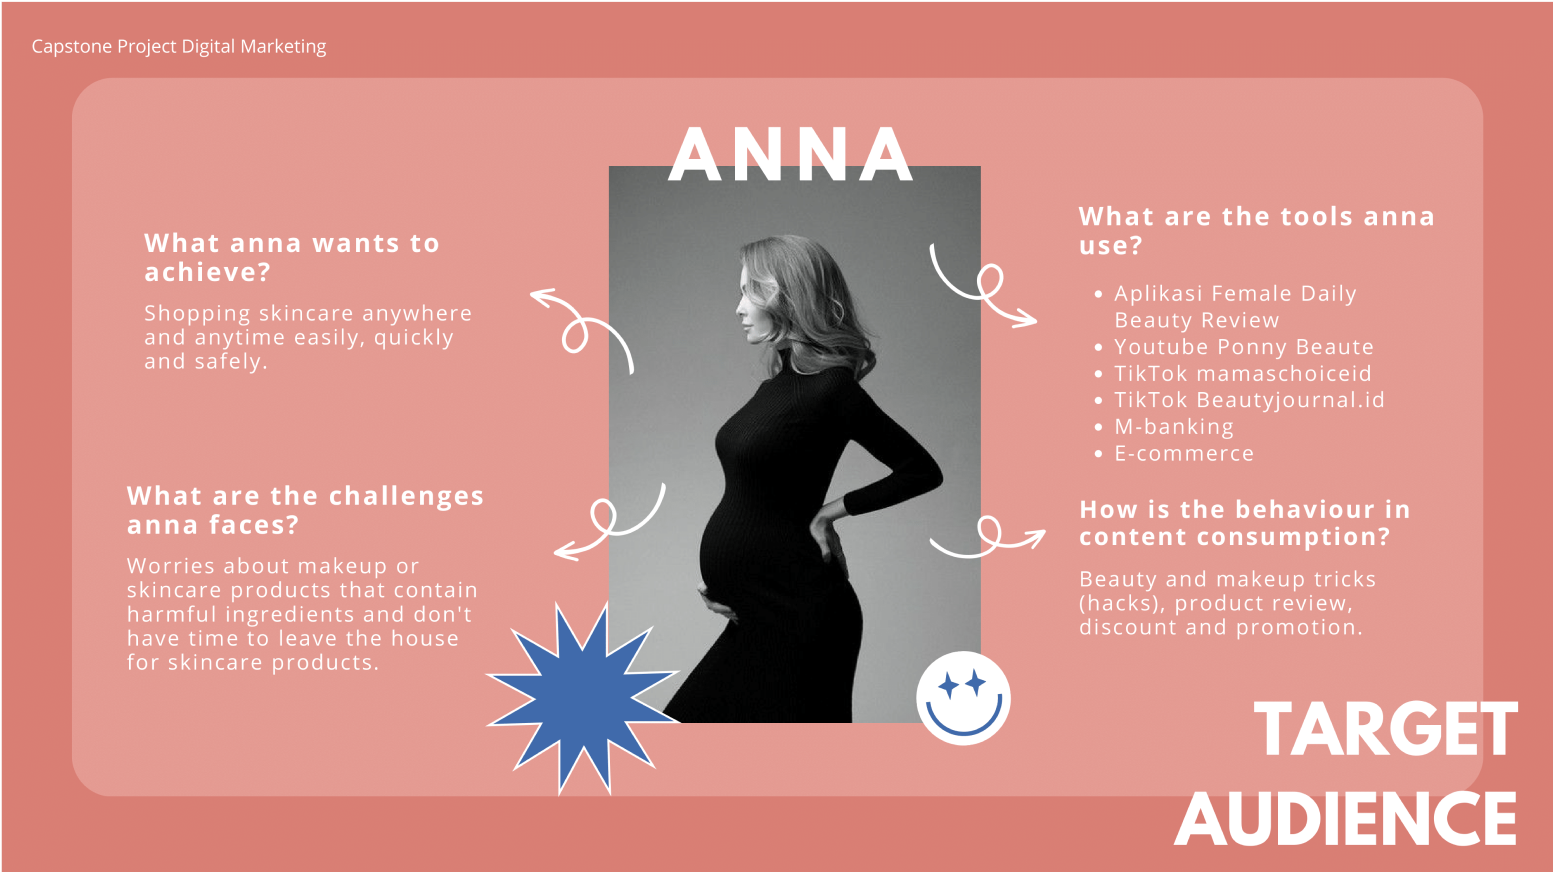 Capstone Project Digital Marketing
ANNA
What anna wants to
achieve?
Shopping skincare anywhere
and anytime easily, quickly
and safely.
What are the challenges
anna faces?
Worries about makeup or
skincare products that contain
harmful ingredients and don't
have time to leave the house
for skincare products.
What are the tools anna
use?
• Aplikasi Female Daily
Beauty Review
• Youtube Ponny Beaute
• TikTok mamaschoiceid
• TikTok Beautyjournal.id
• M-banking
• E-commerce
How is the behaviour in
content consumption?
Beauty and makeup tricks
(hacks), product review,
discount and promotion.
TARGET
AUDIENCE